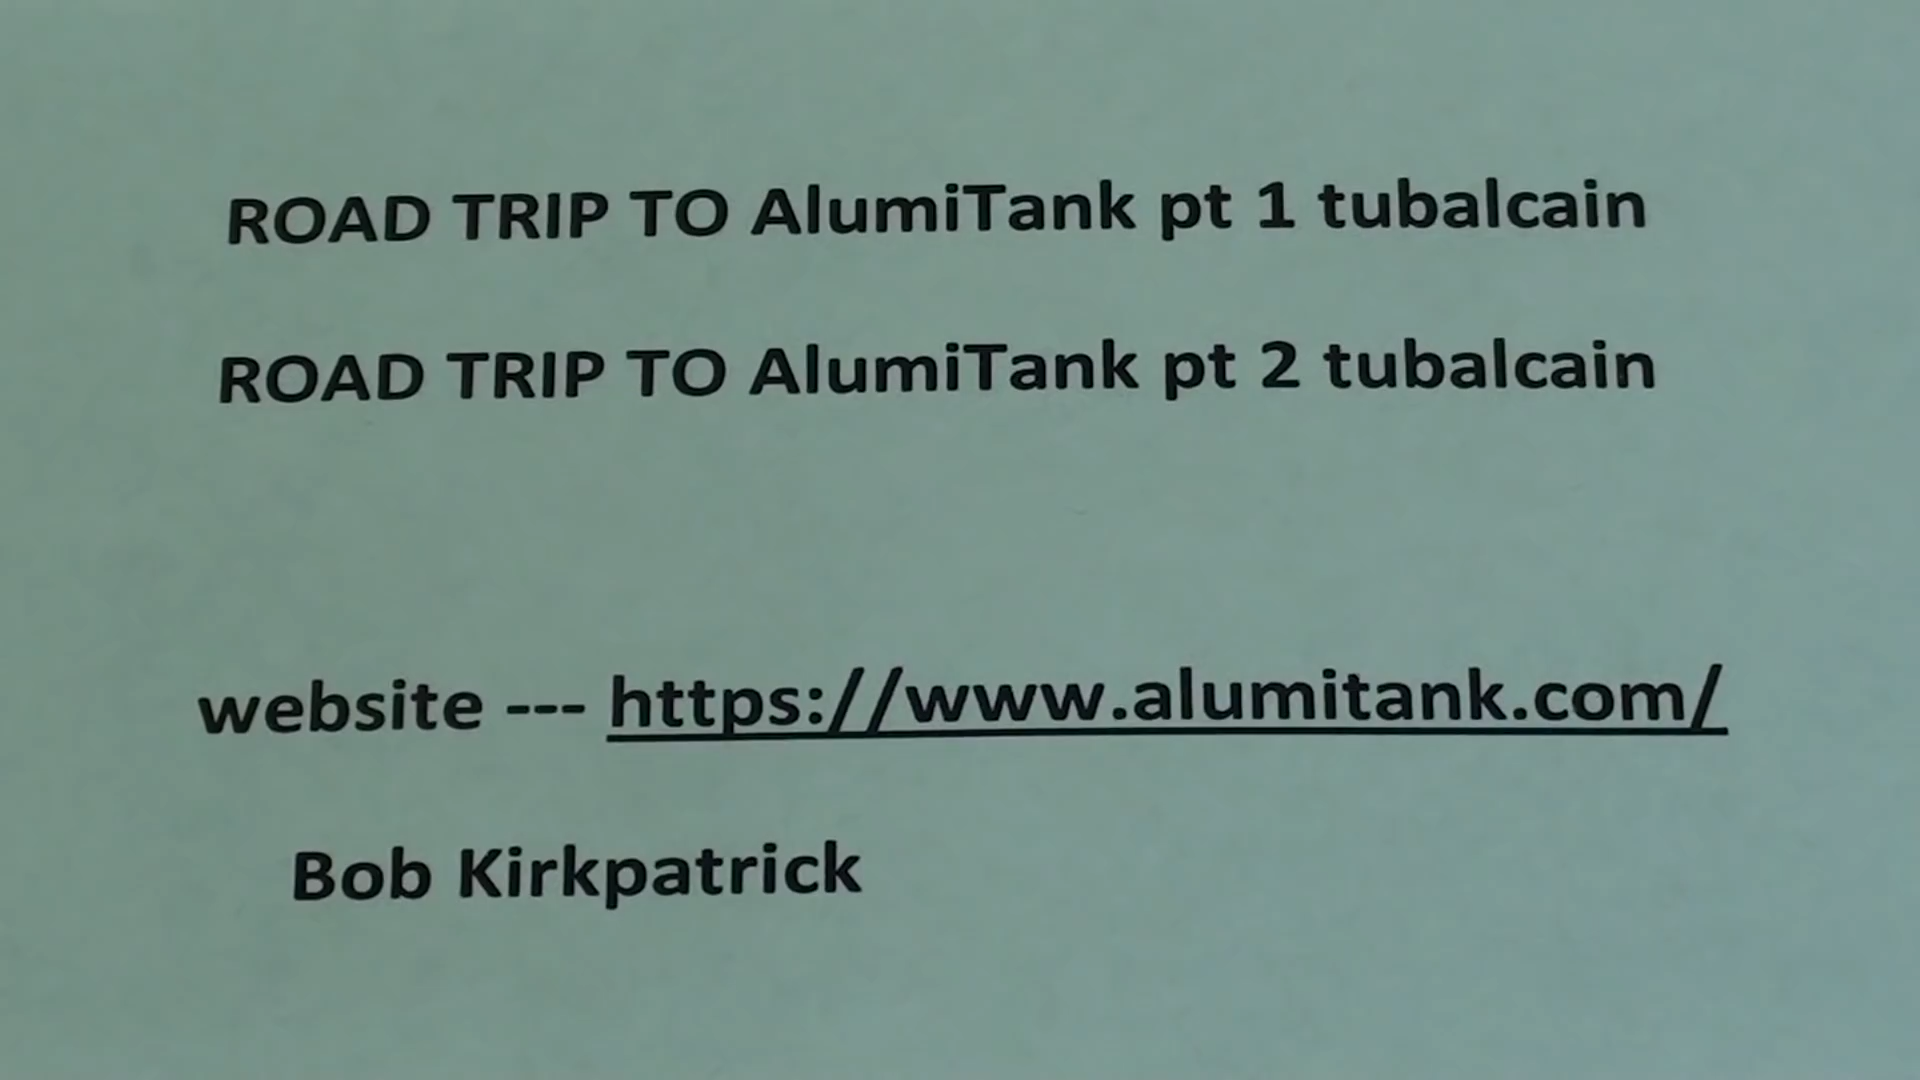 ROAD TRIP TO AlumiTank pt 1 tubalcain
ROAD TRIP TO AlumiTank pt 2 tubalcain
website --- https://www.alumitank.com/
Bob Kirkpatrick